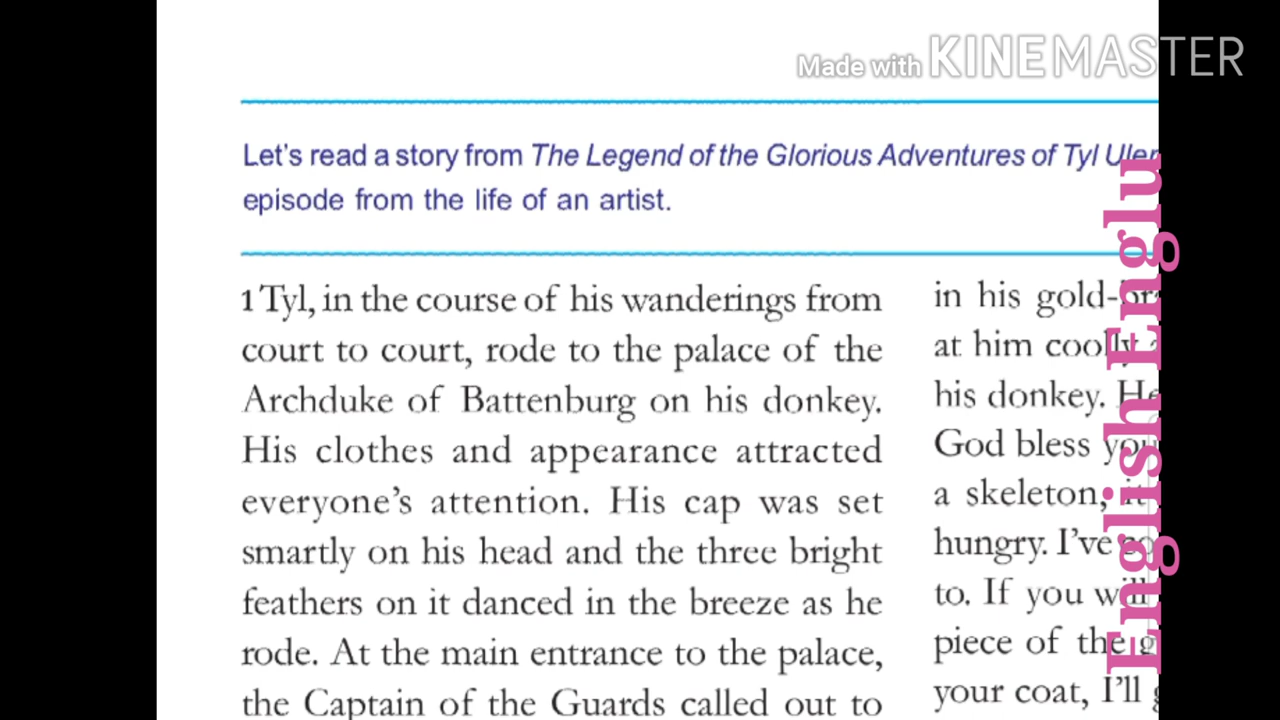 Made with KINEMASTER
Let's read a story from The Legend of the Glorious Adventures of Tyl
episode from the life of an artist.
1 Tyl, in the course of his wanderings from
court to court, rode to the palace of the
Archduke of Battenburg on his donkey.
His clothes and appearance attracted
everyone's attention. His cap was set
smartly on his head and the three bright
feathers on it danced in the breeze as he
rode. At the main entrance to the palace,
the Captain of the Guards called out to
in his
at him coolly
his donkey.
God bless you
a skeleton,
hungry. I've
to. If you will
piece of the
your coat, I'll
English Englu